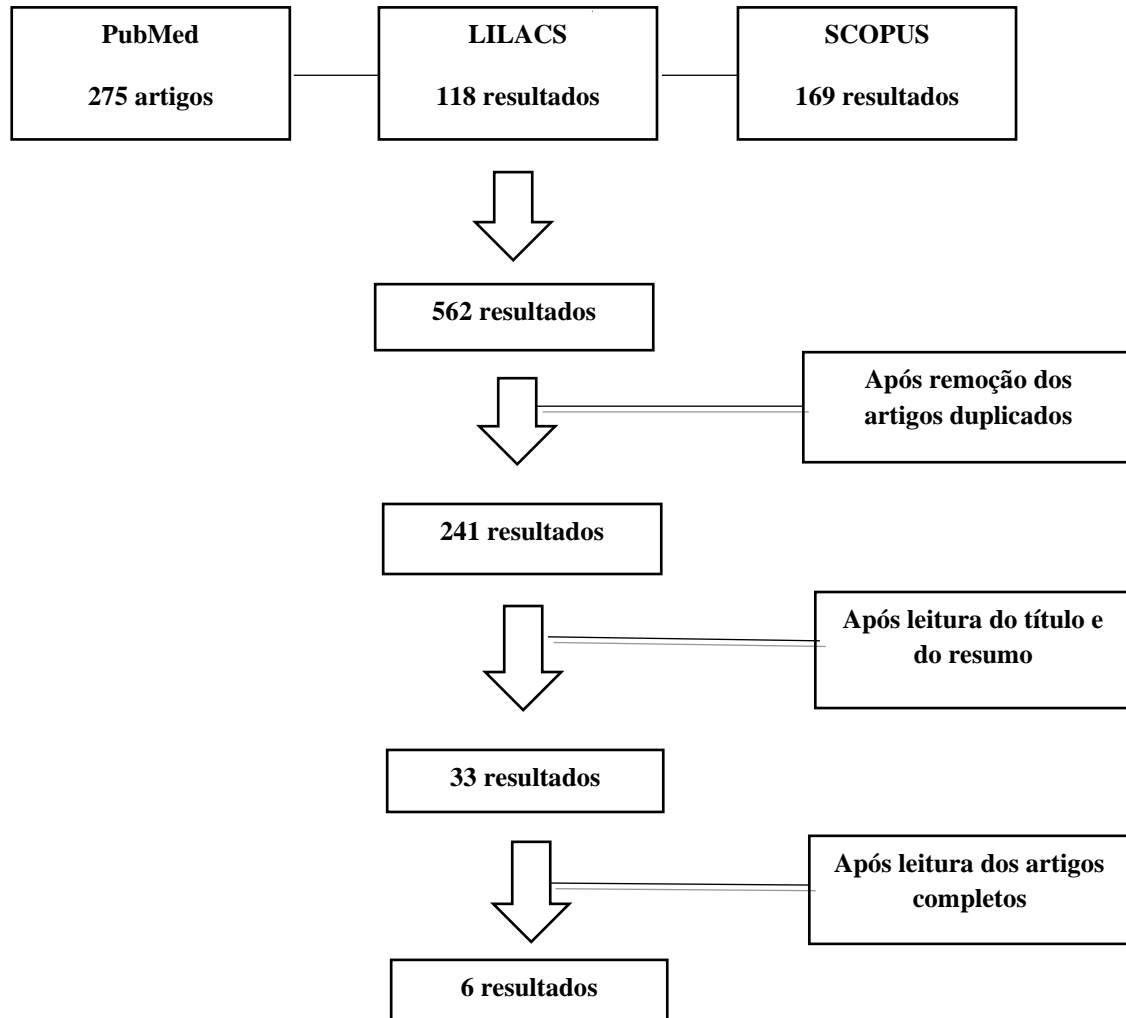 PubMed
275 artigos
LILACS
118 resultados
SCOPUS
169 resultados
562 resultados
Após remoção dos
artigos duplicados
241 resultados
Após leitura do título e
do resumo
33 resultados
Após leitura dos artigos
completos
6 resultados